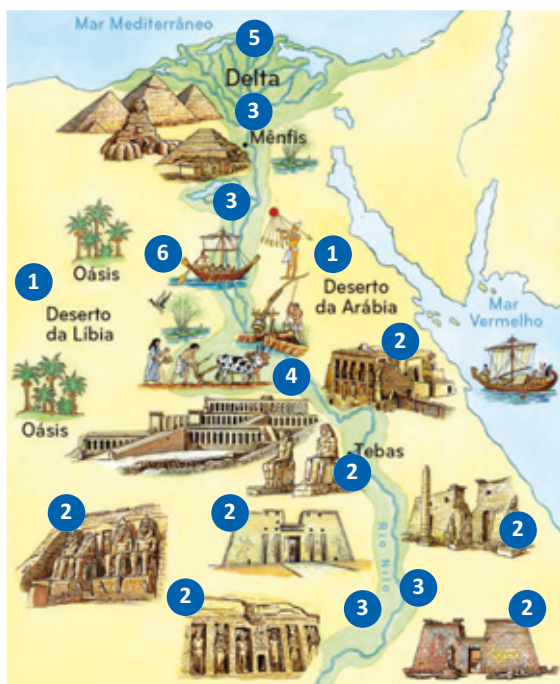 Mar Mediterrâneo
5
Delta
3
Mênfis
3
6
1
Oásis
1
Deserto
da Líbia
Deserto
da Arábia
Mar
Vermelho
2
4
Oásis
Tebas
2
2
2
2
Rio Nilo
2
3
3
2